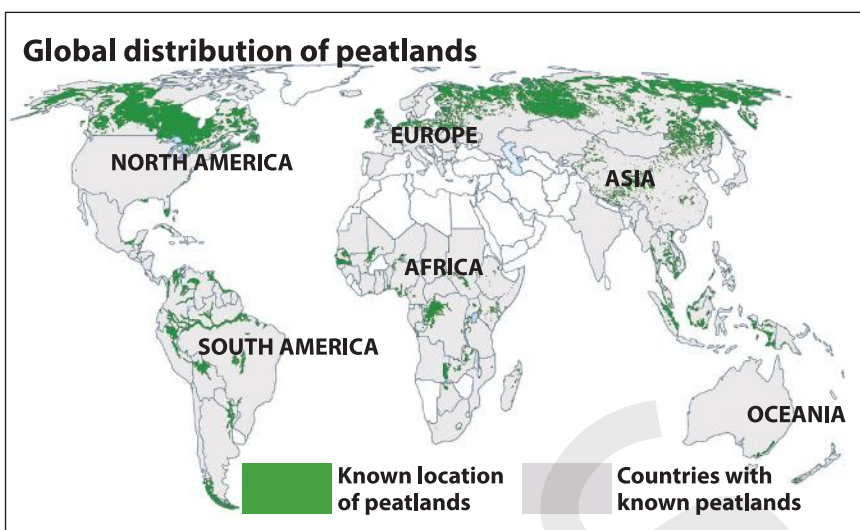 Global distribution of peatlands
EUROPE
NORTH AMERICA
ASIA
AFRICA
SOUTH AMERICA
OCEANIA
Known location
of peatlands
Countries with
known peatlands